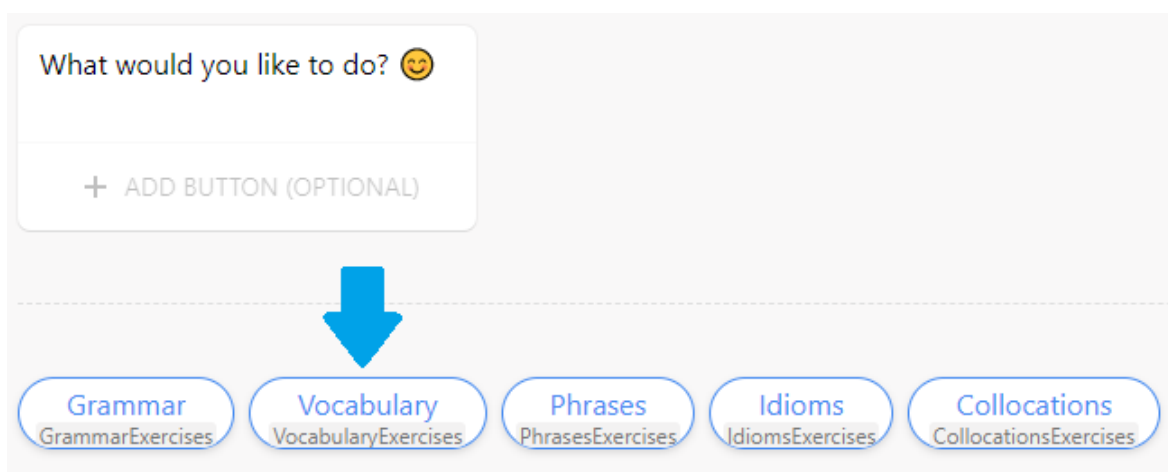 What would you like to do? 😊
+ ADD BUTTON (OPTIONAL)
Grammar Vocabulary Phrases Idioms Collocations
GrammarExercises VocabularyExercises PhrasesExercises IdiomsExercises CollocationsExercises